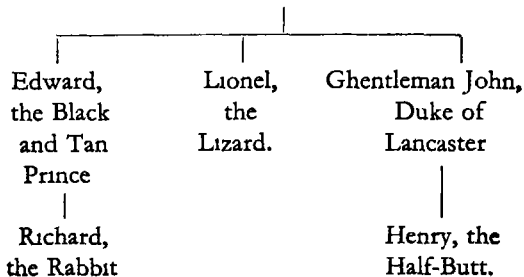 Edward,
the Black
and Tan
Prince
Lionel,
the
Lizard.
Ghentleman John,
Duke of
Lancaster
Richard,
the Rabbit
Henry, the
Half-Butt.